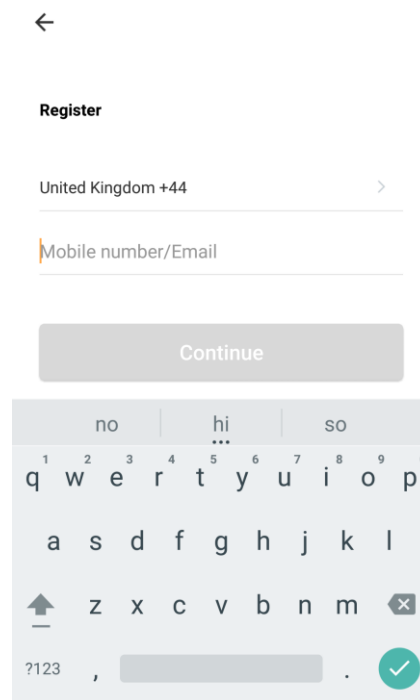 Register
United Kingdom +44
Mobile number/Email
Continue
no hi so
1 2 3 4 5 6 7 8 9
q w e r t y u i o p
a s d f g h j k l
z x c v b n m
?123 , .